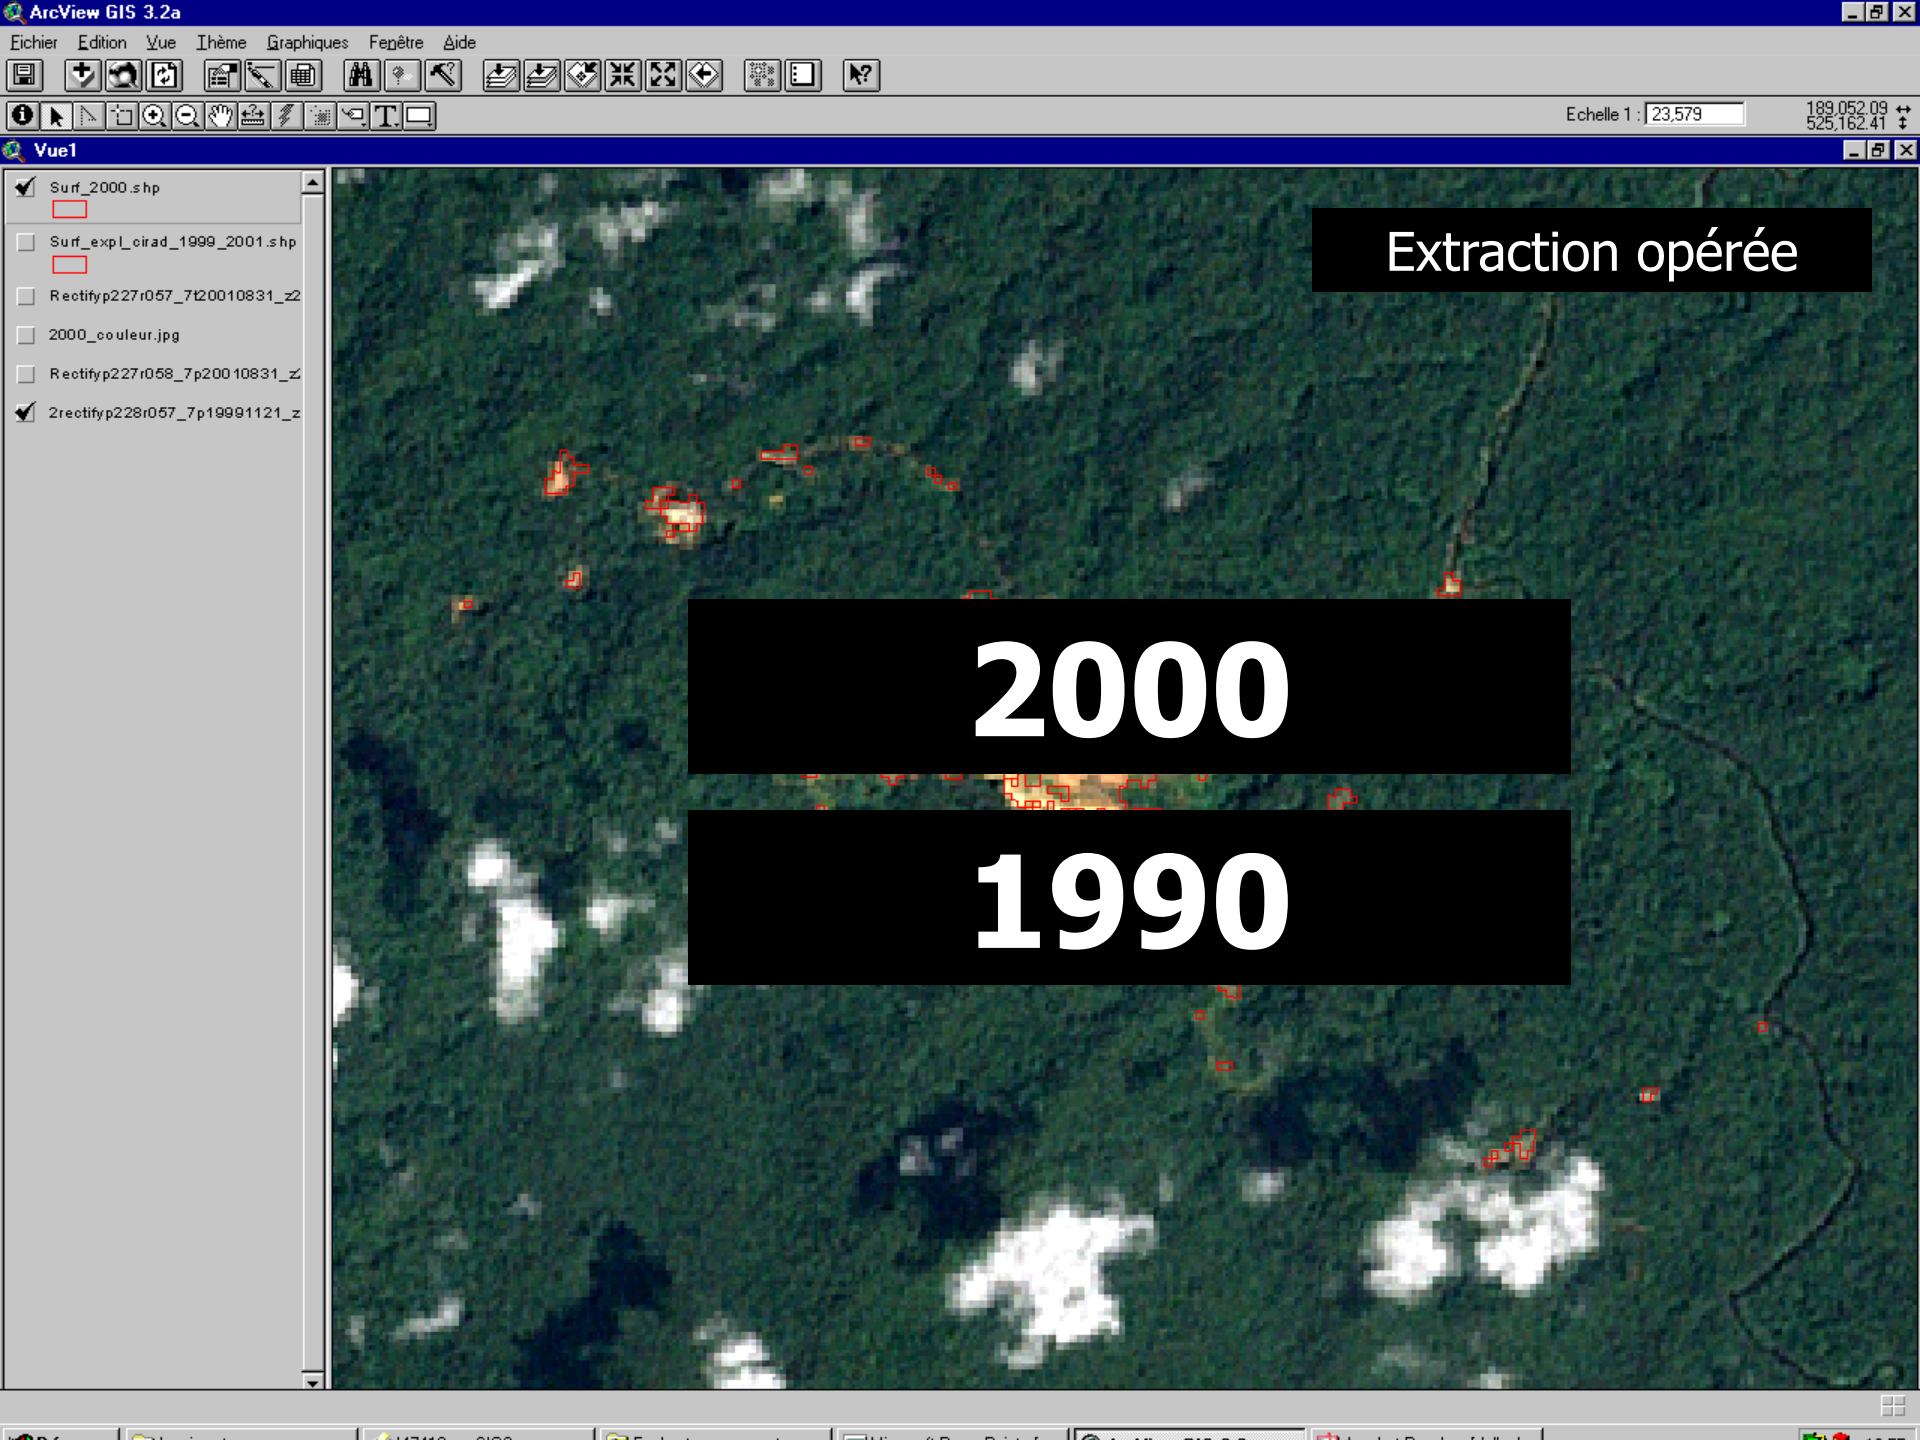 ArcView GIS 3.2a
Fichier Edition Vue Thème Graphiques Fenêtre Aide
Echelle 1 : 23,579
189,052.09
525,162.41
Vue1
Surf_2000.shp
Surf_expl_cirad_1999_2001.shp
Rectifyp227r057_7t20010831_z2
2000_couleur.jpg
Rectifyp227r058_7p20010831_z2
2rectifyp228r057_7p19991121_z
Extraction opérée
2000
1990